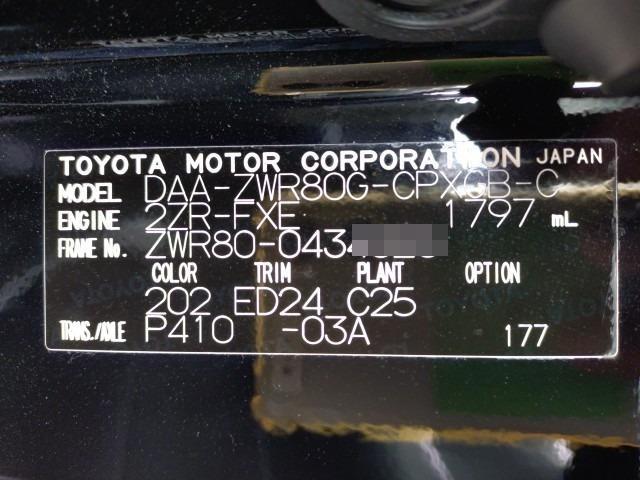 TOYOTA MOTOR CORPORATION JAPAN
MODEL DAA-ZWR80G-CPXGB-C
ENGINE 2ZR-FXE 1797 mL
FRAME No. ZWR80-0434
COLOR TRIM PLANT OPTION
202 ED24 C25
TRANS./AXLE P410 -03A 177